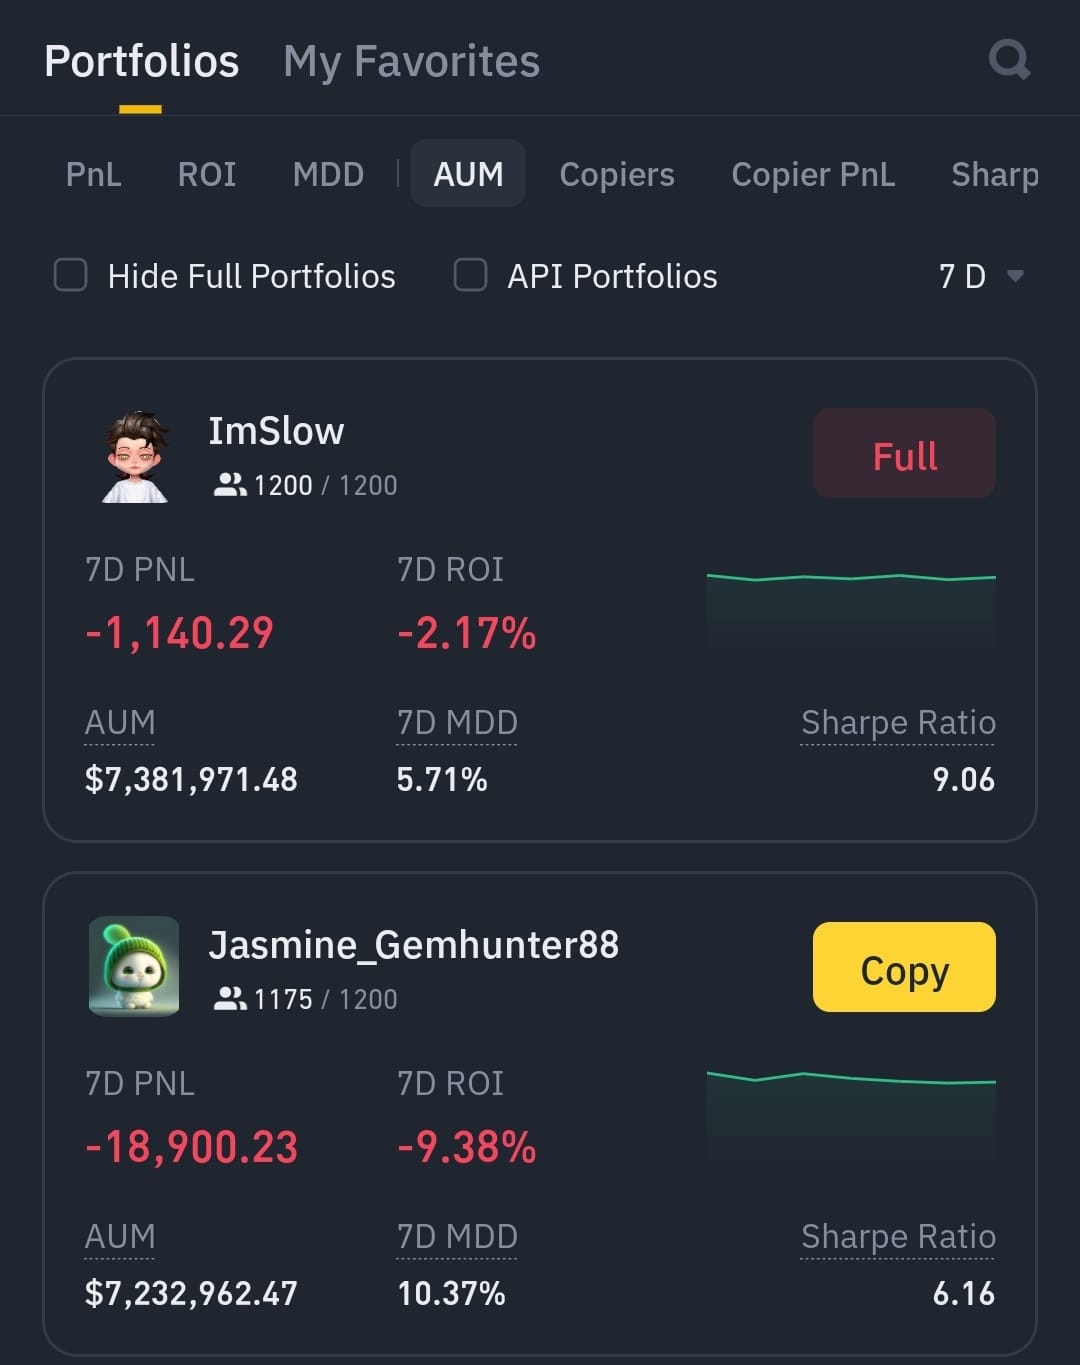 Portfolios My Favorites
PnL ROI MDD | AUM Copiers Copier PnL Sharp
Hide Full Portfolios API Portfolios 7 D
ImSlow
1200 / 1200
Full
7D PNL 7D ROI
-1,140.29 -2.17%
AUM 7D MDD Sharpe Ratio
$7,381,971.48 5.71% 9.06
Jasmine_Gemhunter88
1175 / 1200
Copy
7D PNL 7D ROI
-18,900.23 -9.38%
AUM 7D MDD Sharpe Ratio
$7,232,962.47 10.37% 6.16